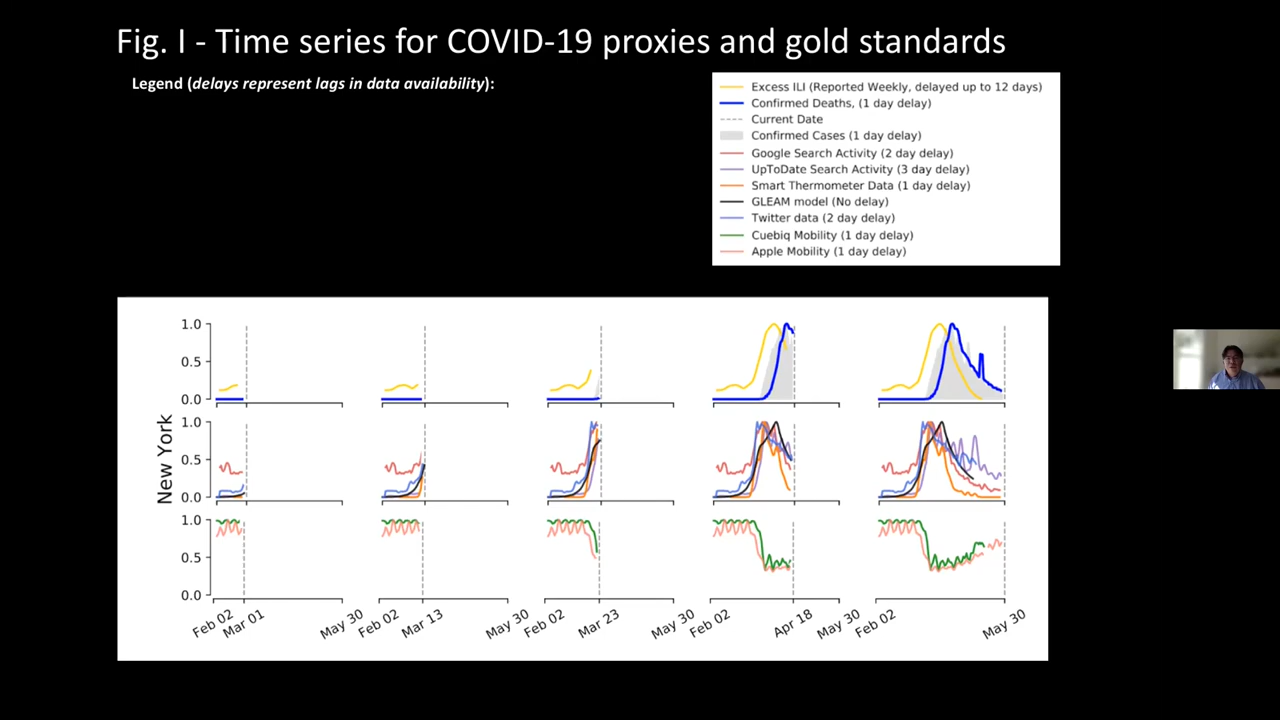 Fig. I - Time series for COVID-19 proxies and gold standards
Legend (delays represent lags in data availability):
Excess ILI (Reported Weekly, delayed up to 12 days)
Confirmed Deaths, (1 day delay)
Current Date
Confirmed Cases (1 day delay)
Google Search Activity (2 day delay)
UpToDate Search Activity (3 day delay)
Smart Thermometer Data (1 day delay)
GLEAM model (No delay)
Twitter data (2 day delay)
Cuebiq Mobility (1 day delay)
Apple Mobility (1 day delay)
New York
1.0
0.5
0.0
1.0
0.5
0.0
1.0
0.5
0.0
Feb 02 Mar 01 May 30 Feb 02 Mar 13 May 30 Feb 02 Mar 23 May 30 Feb 02 Apr 18 May 30 Feb 02 May 30